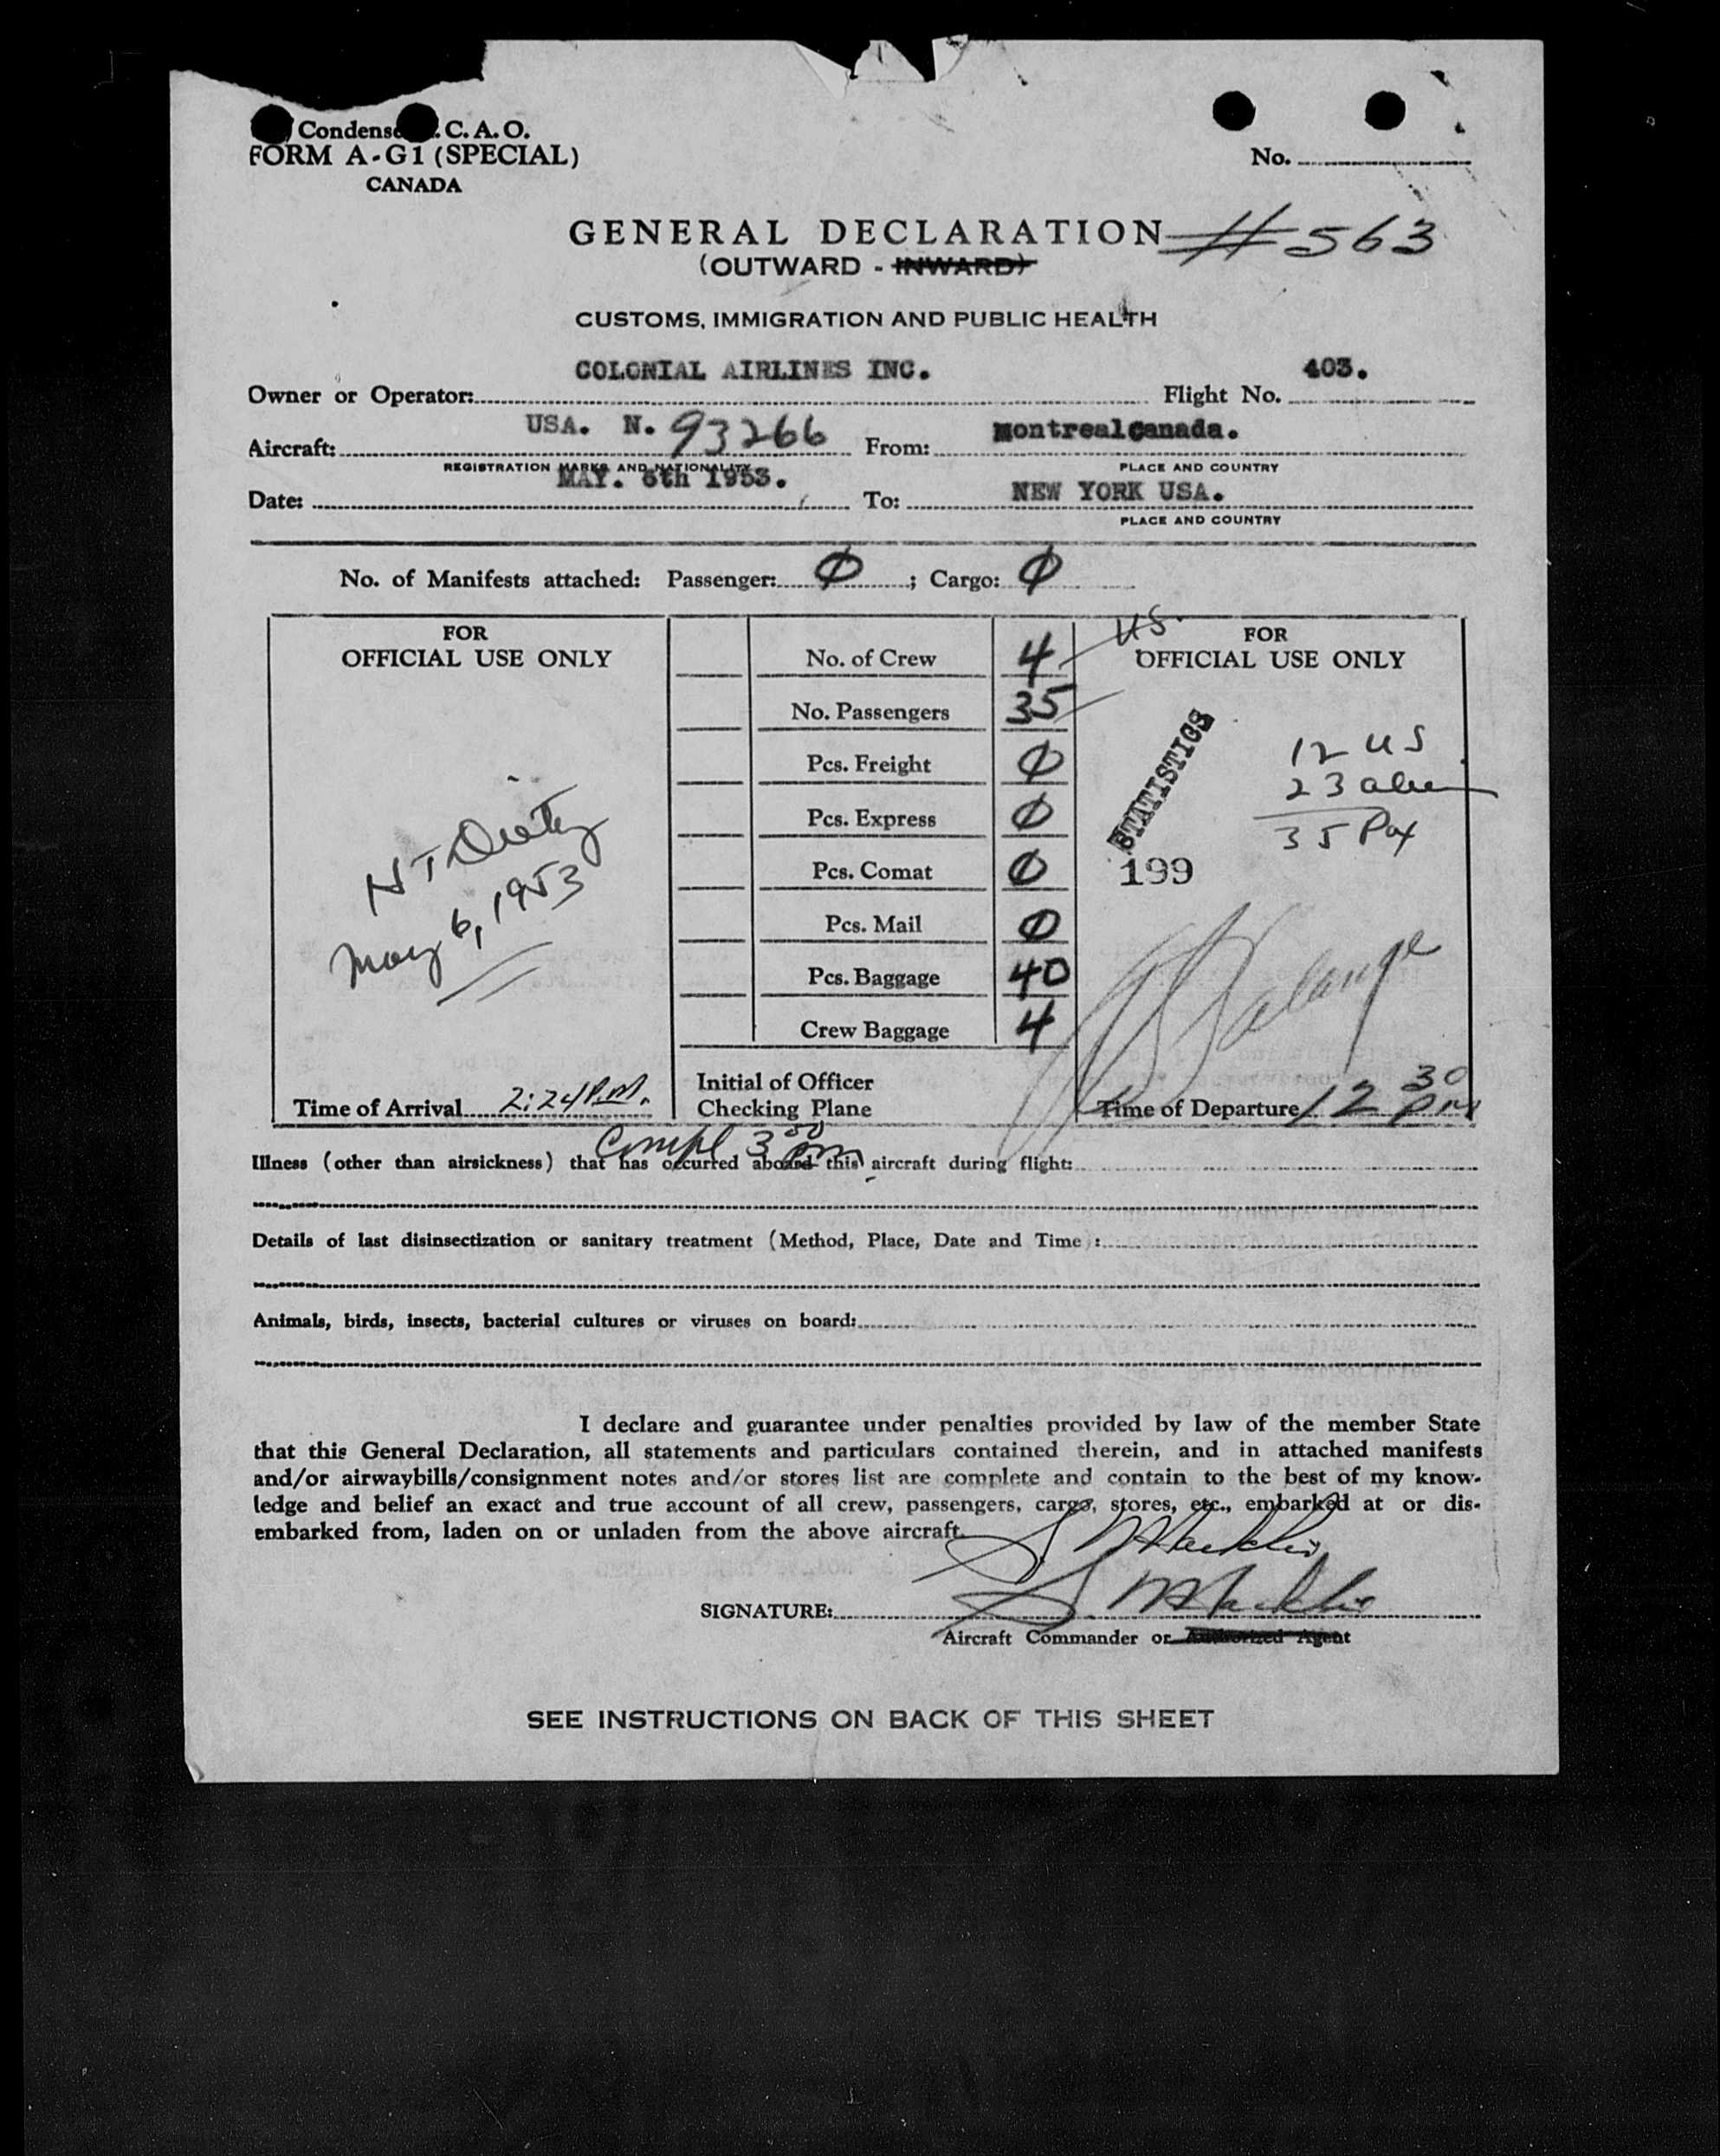 Condense .C.A.O.
FORM A-G1 (SPECIAL)
CANADA
No.
GENERAL DECLARATION #563
(OUTWARD - INWARD)
CUSTOMS, IMMIGRATION AND PUBLIC HEALTH
Owner or Operator: COLONIAL AIRLINES INC. Flight No. 403.
Aircraft: USA. N. 93266 From: MontrealCanada.
REGISTRATION MARKS AND NATIONALITY PLACE AND COUNTRY
Date: MAY. 6th 1953. To: NEW YORK USA.
PLACE AND COUNTRY
No. of Manifests attached: Passenger: Ø ; Cargo: Ø
FOR
OFFICIAL USE ONLY
May 6, 1953
Time of Arrival 2:24 P.M.
No. of Crew 4 US.
No. Passengers 35
Pcs. Freight Ø
Pcs. Express Ø
Pcs. Comat Ø
Pcs. Mail Ø
Pcs. Baggage 40
Crew Baggage 4
Initial of Officer
Checking Plane
FOR
OFFICIAL USE ONLY
STATISTICS
199
12 US
23 alien
35 Pax
Time of Departure 12 30 PM
Compl 3 50 pm
Illness (other than airsickness) that has occurred aboard this aircraft during flight:
Details of last disinsectization or sanitary treatment (Method, Place, Date and Time):
Animals, birds, insects, bacterial cultures or viruses on board:
I declare and guarantee under penalties provided by law of the member State
that this General Declaration, all statements and particulars contained therein, and in attached manifests
and/or airwaybills/consignment notes and/or stores list are complete and contain to the best of my know-
ledge and belief an exact and true account of all crew, passengers, cargo, stores, etc., embarked at or dis-
embarked from, laden on or unladen from the above aircraft.
SIGNATURE:
Aircraft Commander or Authorized Agent
SEE INSTRUCTIONS ON BACK OF THIS SHEET